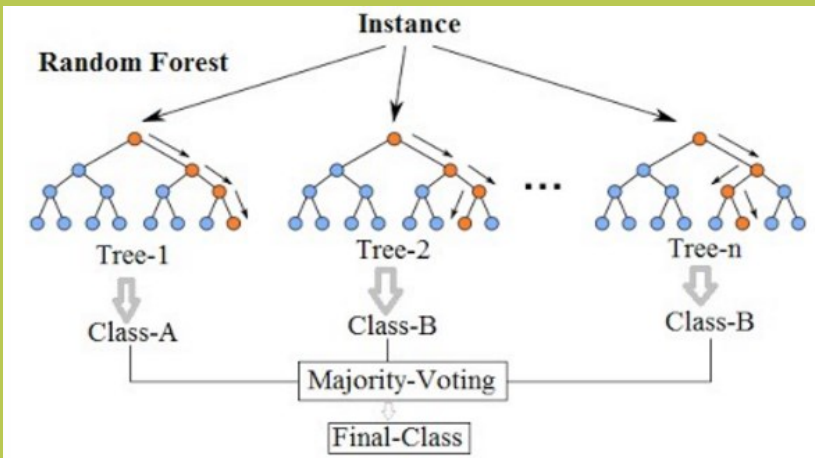 Instance
Random Forest
...
Tree-1
Tree-2
Tree-n
Class-A
Class-B
Class-B
Majority-Voting
Final-Class